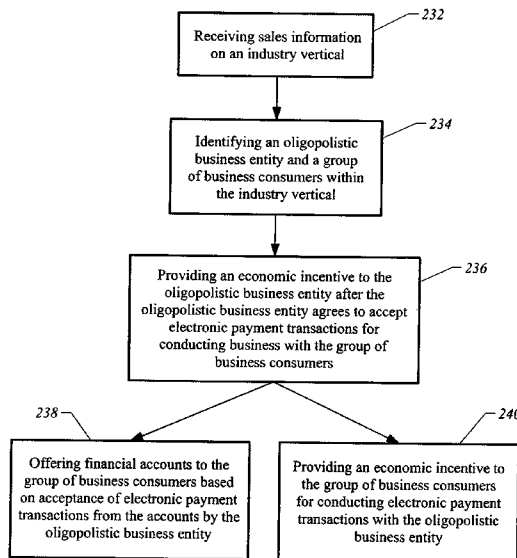 232
Receiving sales information
on an industry vertical
234
Identifying an oligopolistic
business entity and a group
of business consumers within
the industry vertical
236
Providing an economic incentive to the
oligopolistic business entity after the
oligopolistic business entity agrees to accept
electronic payment transactions for
conducting business with the group of
business consumers
238
Offering financial accounts to the
group of business consumers based
on acceptance of electronic payment
transactions from the accounts by the
oligopolistic business entity
240
Providing an economic incentive to
the group of business consumers
for conducting electronic payment
transactions with the oligopolistic
business entity